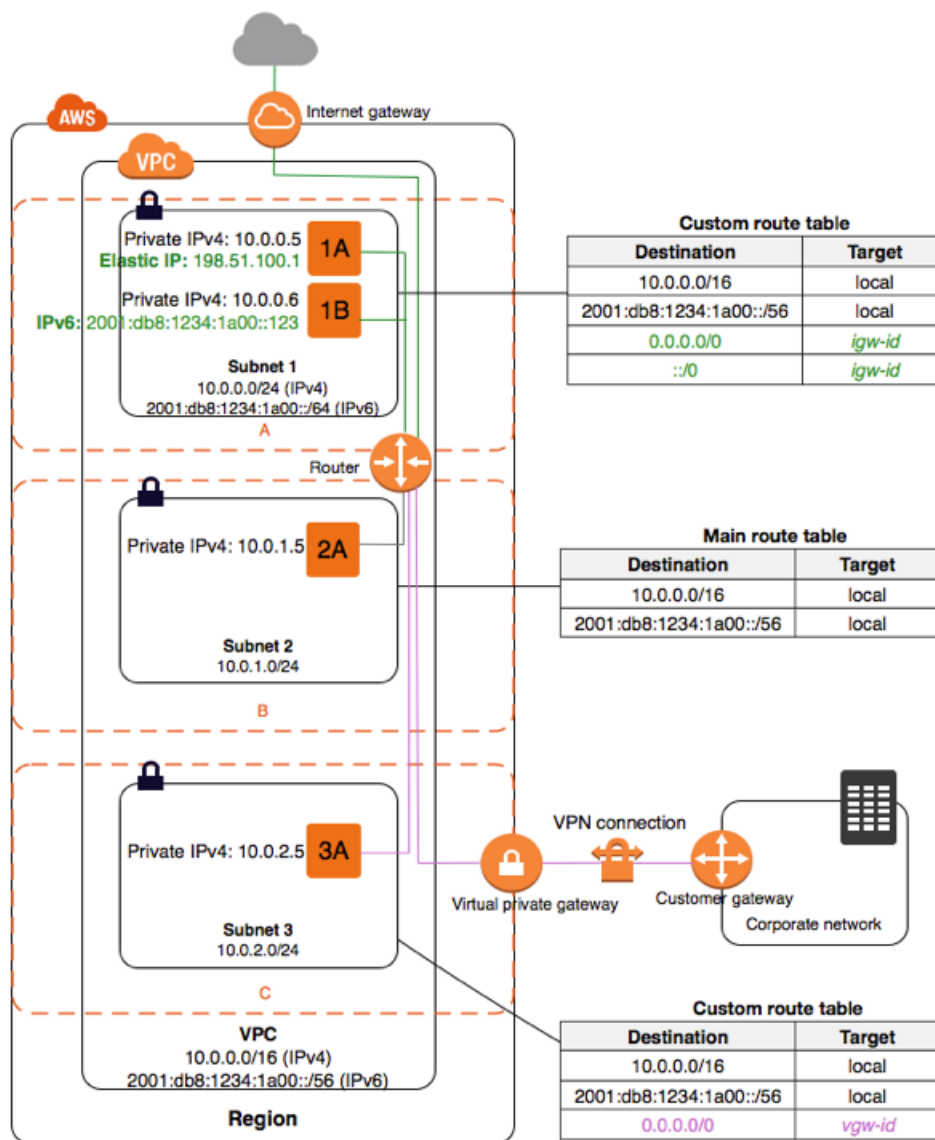 Internet gateway
AWS
VPC
Private IPv4: 10.0.0.5
Elastic IP: 198.51.100.1
1A
Private IPv4: 10.0.0.6
IPv6: 2001:db8:1234:1a00::123
1B
Subnet 1
10.0.0.0/24 (IPv4)
2001:db8:1234:1a00::/64 (IPv6)
A
Custom route table
Destination Target
10.0.0.0/16 local
2001:db8:1234:1a00::/56 local
0.0.0.0/0 igw-id
::/0 igw-id
Router
Private IPv4: 10.0.1.5
2A
Subnet 2
10.0.1.0/24
B
Main route table
Destination Target
10.0.0.0/16 local
2001:db8:1234:1a00::/56 local
Private IPv4: 10.0.2.5
3A
Subnet 3
10.0.2.0/24
C
VPN connection
Virtual private gateway
Customer gateway
Corporate network
VPC
10.0.0.0/16 (IPv4)
2001:db8:1234:1a00::/56 (IPv6)
Region
Custom route table
Destination Target
10.0.0.0/16 local
2001:db8:1234:1a00::/56 local
0.0.0.0/0 vgw-id